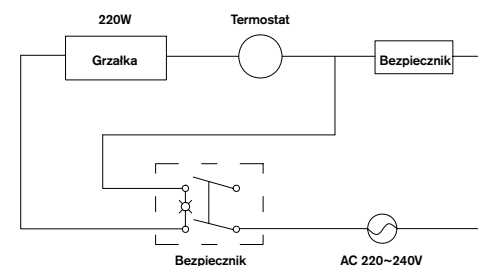 220W
Termostat
Grzałka
Bezpiecznik
Bezpiecznik
AC 220~240V